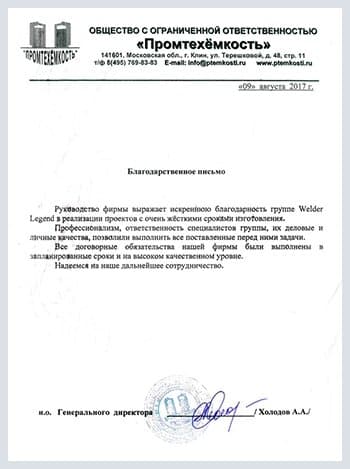 ОБЩЕСТВО С ОГРАНИЧЕННОЙ ОТВЕТСТВЕННОСТЬЮ
«Промтехёмкость»
"ПРОМТЕХЁМКОСТЬ"
141601, Московская обл., г. Клин, ул. Терешковой, д. 48, стр. 11
т/ф 8(495) 769-83-83 E-mail: info@ptemkosti.ru www.ptemkosti.ru
«09» августа 2017 г.
Благодарственное письмо
Руководство фирмы выражает искреннюю благодарность группе Welder
Legend в реализации проектов с очень жёсткими сроками изготовления.
Профессионализм, ответственность специалистов группы, их деловые и
личные качества, позволили выполнить все поставленные перед ними задачи.
Все договорные обязательства нашей фирмы были выполнены в
запланированные сроки и на высоком качественном уровне.
Надеемся на наше дальнейшее сотрудничество.
и.о. Генерального директора / Холодов А.А./